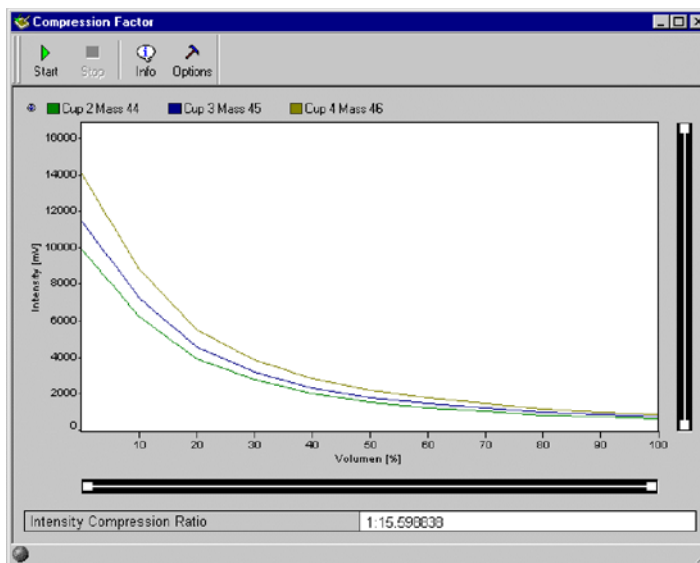 Compression Factor
Start Stop Info Options
Cup 2 Mass 44 Cup 3 Mass 45 Cup 4 Mass 46
16000
14000
12000
10000
8000
6000
4000
2000
0
Intensity [mV]
10 20 30 40 50 60 70 80 90 100
Volumen [%]
Intensity Compression Ratio 1:15.598838